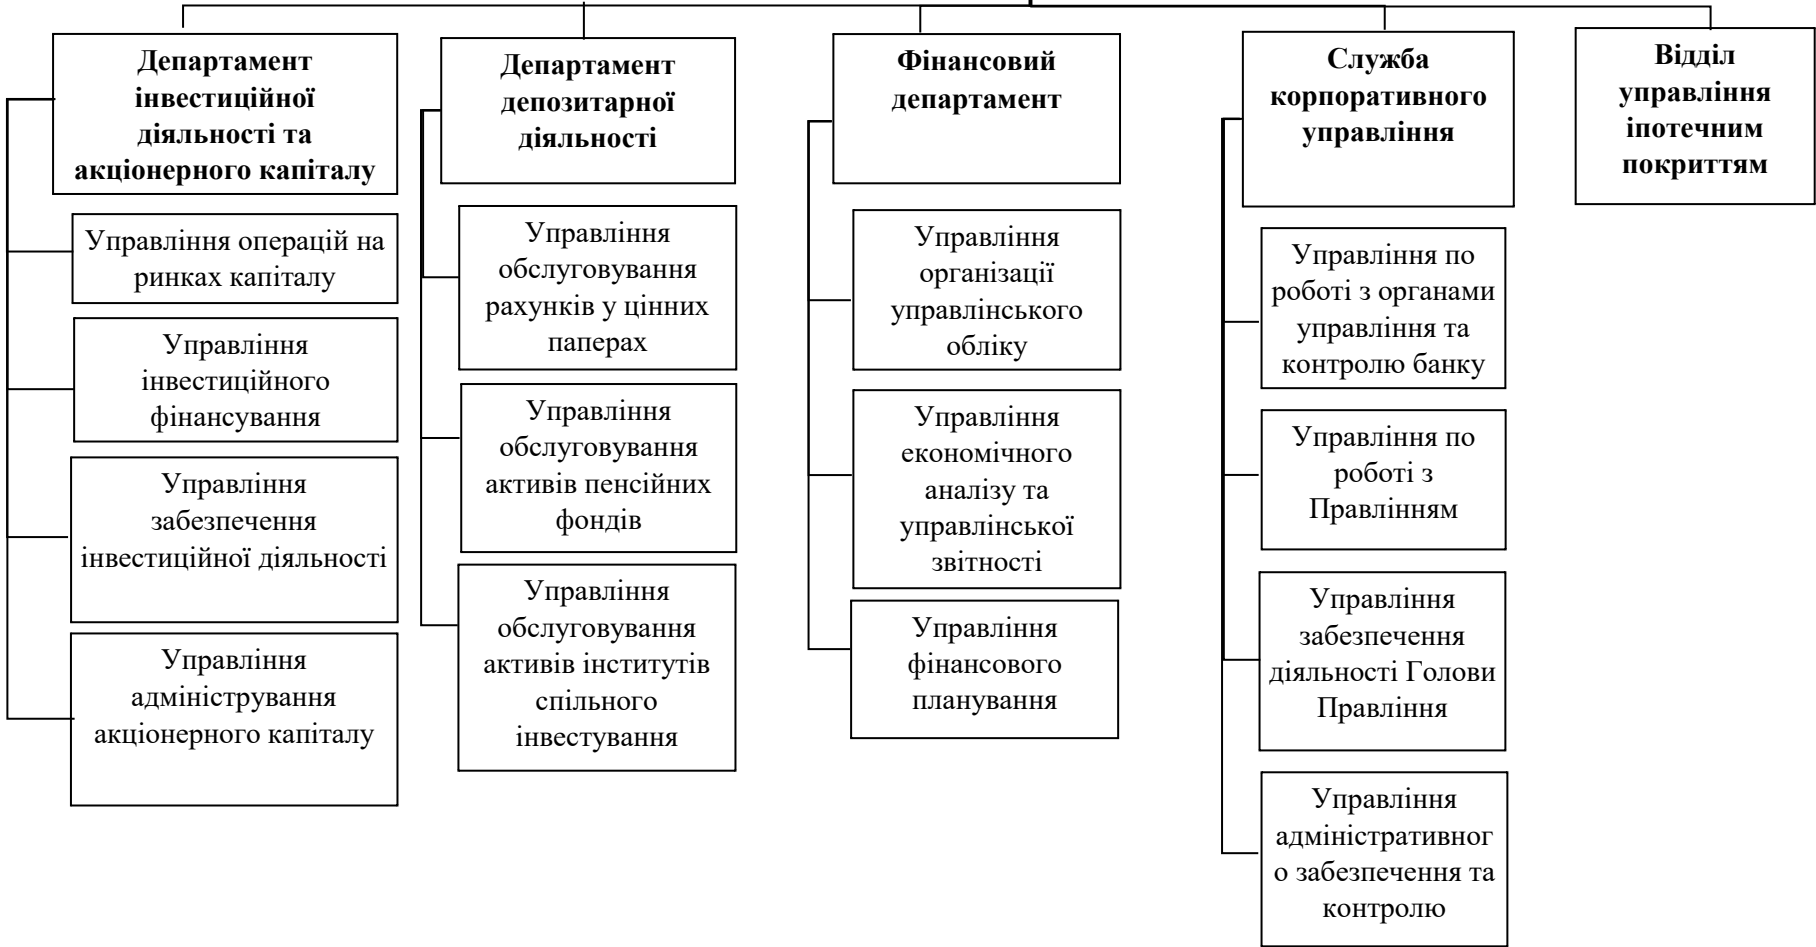 Департамент
інвестиційної
діяльності та
акціонерного капіталу
Управління операцій на
ринках капіталу
Управління
інвестиційного
фінансування
Управління
забезпечення
інвестиційної діяльності
Управління
адміністрування
акціонерного капіталу
Департамент
депозитарної
діяльності
Управління
обслуговування
рахунків у цінних
паперах
Управління
обслуговування
активів пенсійних
фондів
Управління
обслуговування
активів інститутів
спільного
інвестування
Фінансовий
департамент
Управління
організації
управлінського
обліку
Управління
економічного
аналізу та
управлінської
звітності
Управління
фінансового
планування
Служба
корпоративного
управління
Управління по
роботі з органами
управління та
контролю банку
Управління по
роботі з
Правлінням
Управління
забезпечення
діяльності Голови
Правління
Управління
адміністративног
о забезпечення та
контролю
Відділ
управління
іпотечним
покриттям